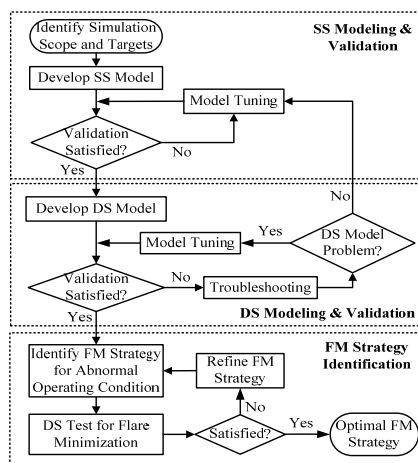 Identify Simulation
Scope and Targets
SS Modeling &
Validation
Develop SS Model
Model Tuning
Validation
Satisfied?
No
Yes
No
Develop DS Model
Model Tuning
Yes
DS Model
Problem?
Validation
Satisfied?
No
Troubleshooting
Yes
DS Modeling & Validation
Identify FM Strategy
for Abnormal
Operating Condition
Refine FM
Strategy
FM Strategy
Identification
No
DS Test for Flare
Minimization
Satisfied?
Yes
Optimal FM
Strategy